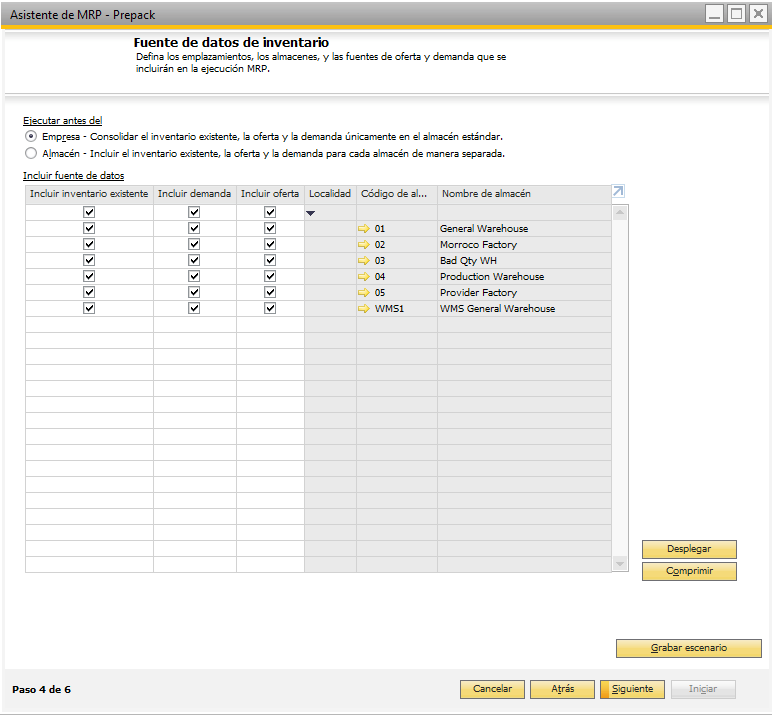 Asistente de MRP - Prepack
Fuente de datos de inventario
Defina los emplazamientos, los almacenes, y las fuentes de oferta y demanda que se
incluirán en la ejecución MRP.
Ejecutar antes del
Empresa - Consolidar el inventario existente, la oferta y la demanda únicamente en el almacén estándar.
Almacén - Incluir el inventario existente, la oferta y la demanda para cada almacén de manera separada.
Incluir fuente de datos
Incluir inventario existente Incluir demanda Incluir oferta Localidad Código de al... Nombre de almacén
01 General Warehouse
02 Morroco Factory
03 Bad Qty WH
04 Production Warehouse
05 Provider Factory
WMS1 WMS General Warehouse
Desplegar
Comprimir
Grabar escenario
Paso 4 de 6 Cancelar Atrás Siguiente Iniciar